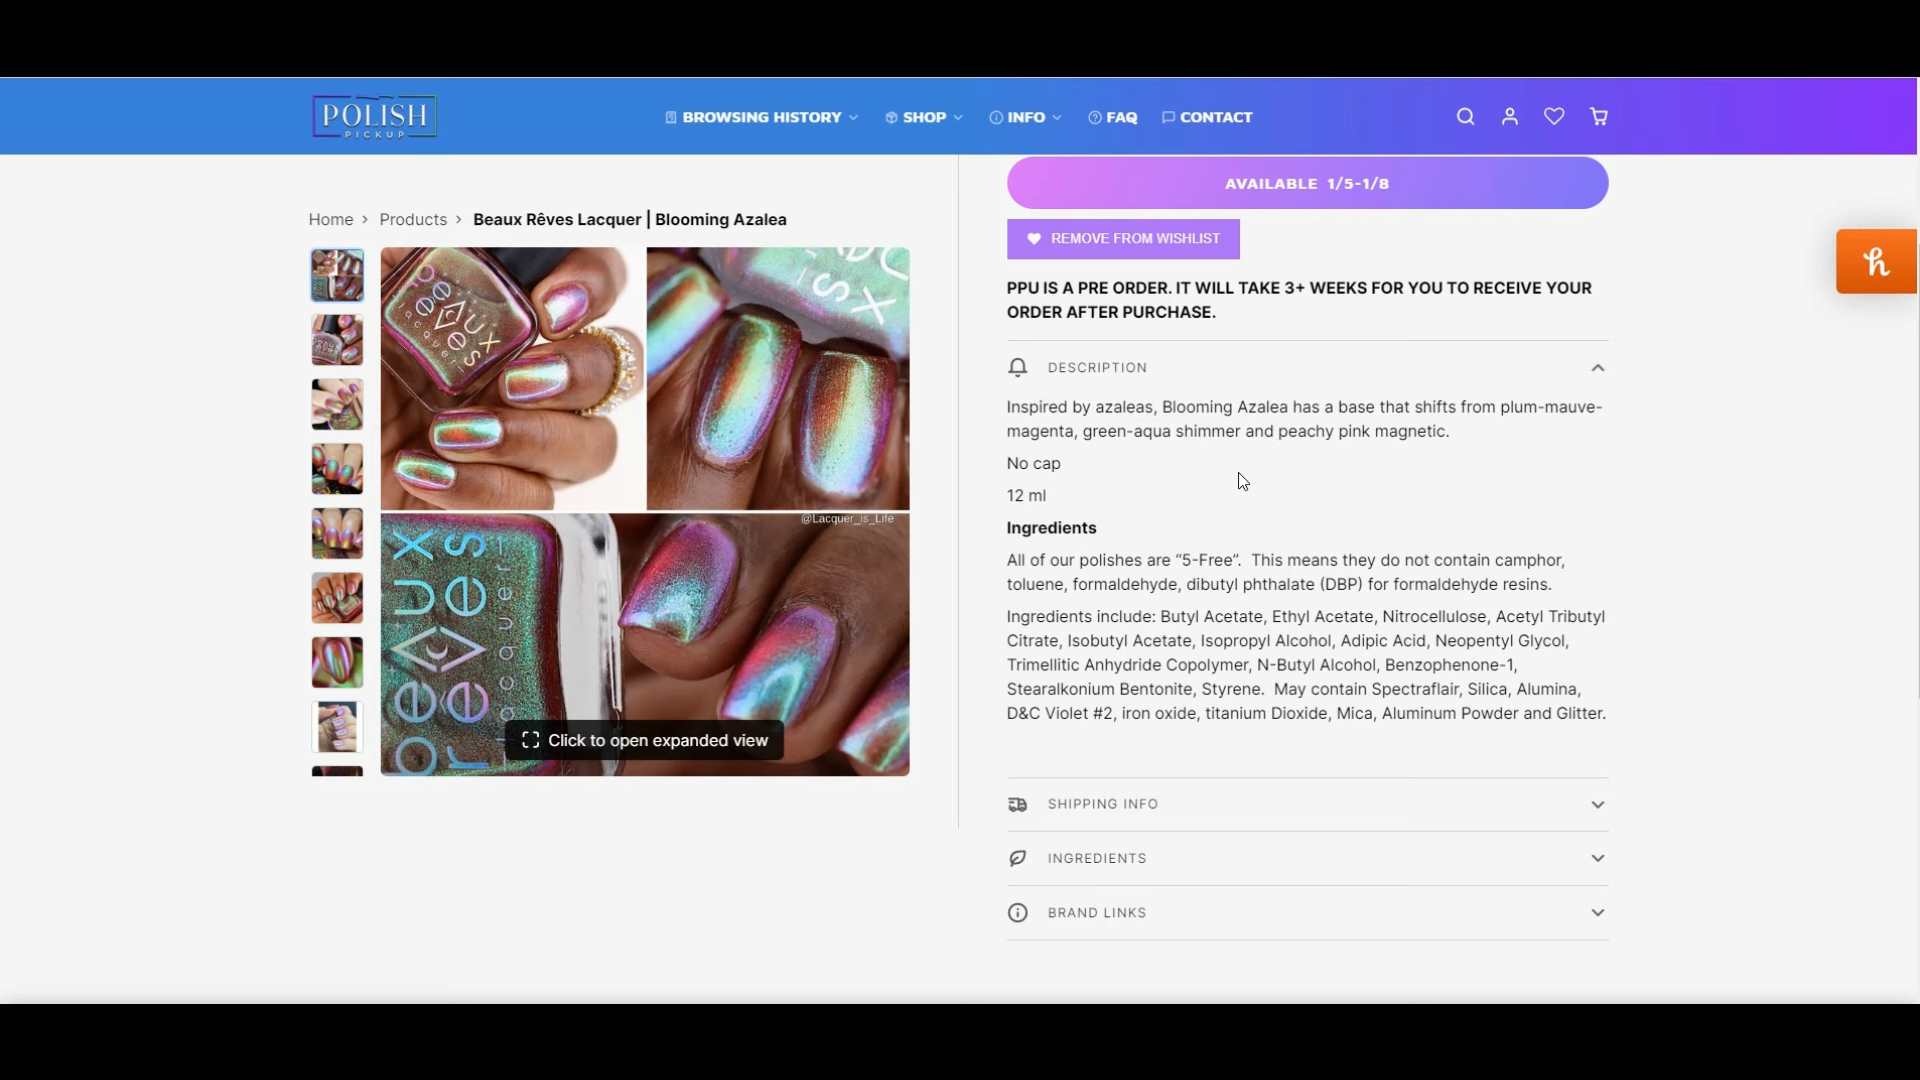 POLISH
PICKUP
BROWSING HISTORY
SHOP
INFO
FAQ
CONTACT
Home > Products > Beaux Rêves Lacquer | Blooming Azalea
beaux
rêves
lacquer
@Lacquer_is_Life
Click to open expanded view
AVAILABLE 1/5-1/8
REMOVE FROM WISHLIST
PPU IS A PRE ORDER. IT WILL TAKE 3+ WEEKS FOR YOU TO RECEIVE YOUR
ORDER AFTER PURCHASE.
DESCRIPTION
Inspired by azaleas, Blooming Azalea has a base that shifts from plum-mauve-
magenta, green-aqua shimmer and peachy pink magnetic.
No cap
12 ml
Ingredients
All of our polishes are “5-Free”. This means they do not contain camphor,
toluene, formaldehyde, dibutyl phthalate (DBP) for formaldehyde resins.
Ingredients include: Butyl Acetate, Ethyl Acetate, Nitrocellulose, Acetyl Tributyl
Citrate, Isobutyl Acetate, Isopropyl Alcohol, Adipic Acid, Neopentyl Glycol,
Trimellitic Anhydride Copolymer, N-Butyl Alcohol, Benzophenone-1,
Stearalkonium Bentonite, Styrene. May contain Spectraflair, Silica, Alumina,
D&C Violet #2, iron oxide, titanium Dioxide, Mica, Aluminum Powder and Glitter.
SHIPPING INFO
INGREDIENTS
BRAND LINKS
h